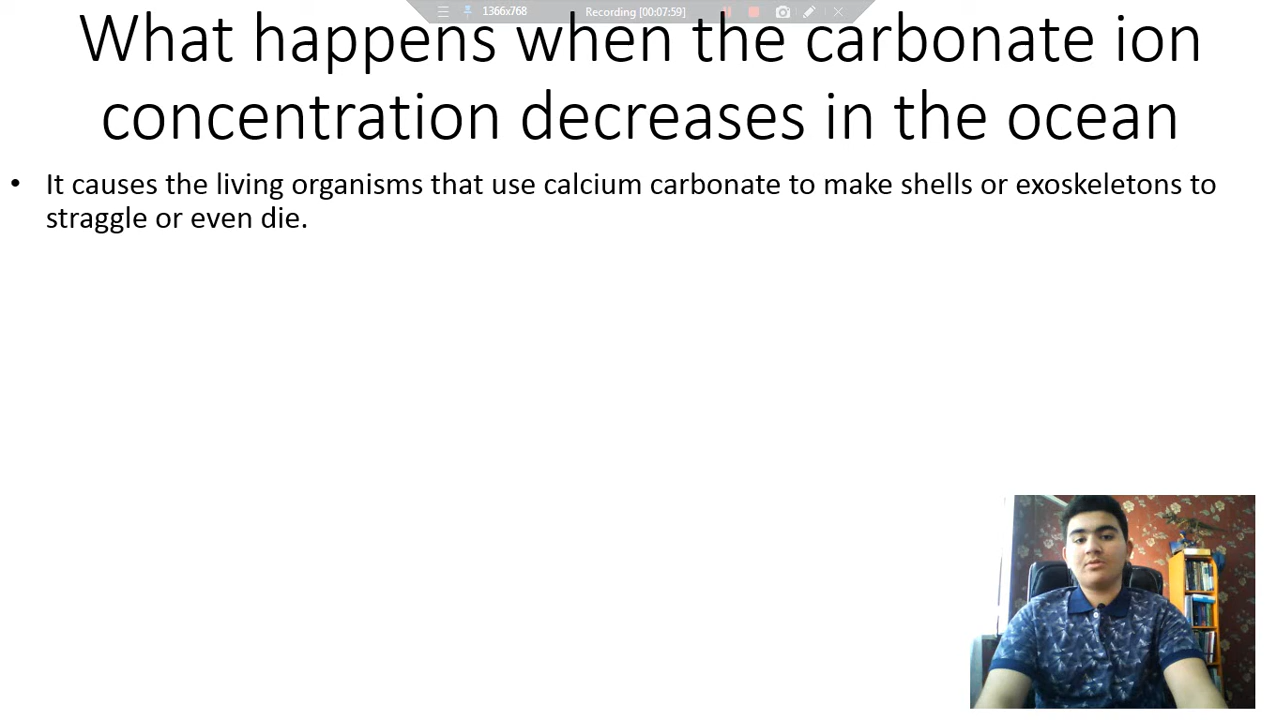 1366x768 Recording [00:07:59]
What happens when the carbonate ion
concentration decreases in the ocean
• It causes the living organisms that use calcium carbonate to make shells or exoskeletons to
straggle or even die.